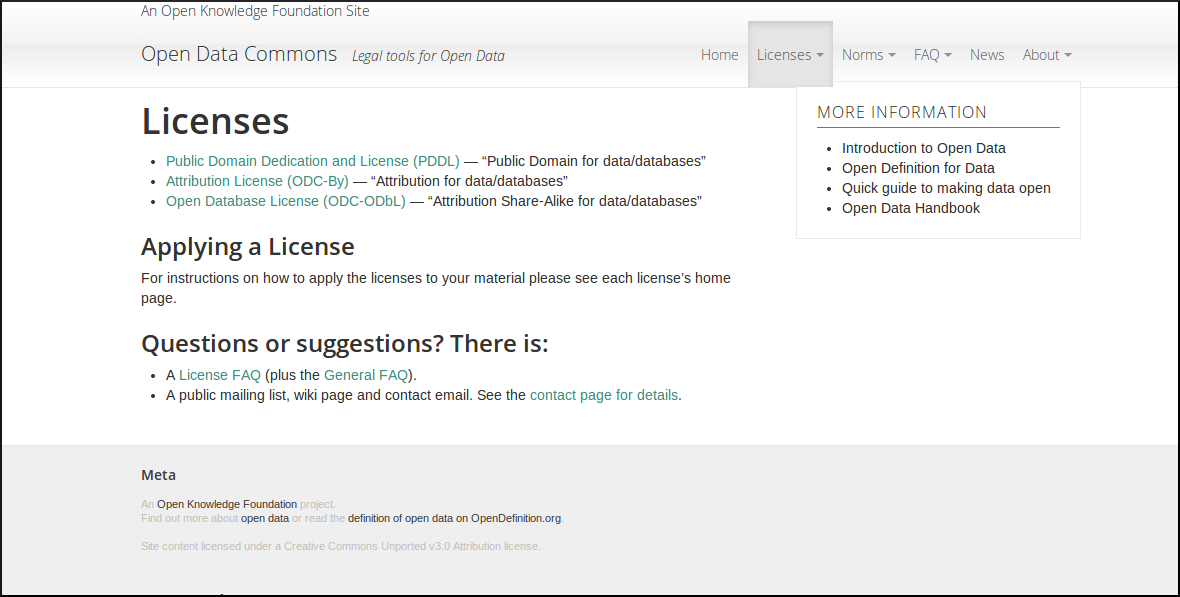 An Open Knowledge Foundation Site
Open Data Commons Legal tools for Open Data
Home Licenses Norms FAQ News About
Licenses
• Public Domain Dedication and License (PDDL) — “Public Domain for data/databases”
• Attribution License (ODC-By) — “Attribution for data/databases”
• Open Database License (ODC-ODbL) — “Attribution Share-Alike for data/databases”
Applying a License
For instructions on how to apply the licenses to your material please see each license’s home
page.
Questions or suggestions? There is:
• A License FAQ (plus the General FAQ).
• A public mailing list, wiki page and contact email. See the contact page for details.
MORE INFORMATION
• Introduction to Open Data
• Open Definition for Data
• Quick guide to making data open
• Open Data Handbook
Meta
An Open Knowledge Foundation project.
Find out more about open data or read the definition of open data on OpenDefinition.org.
Site content licensed under a Creative Commons Unported v3.0 Attribution license.